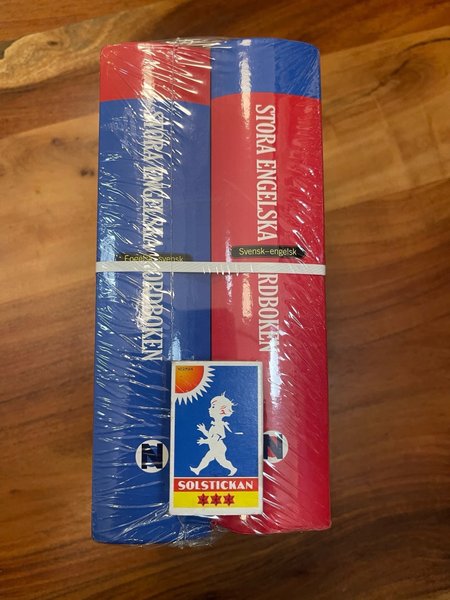 STORA ENGELSKA ORDBOKEN
Engelsk-svensk
STORA ENGELSKA ORDBOKEN
Svensk-engelsk
N
N
SOLSTICKAN